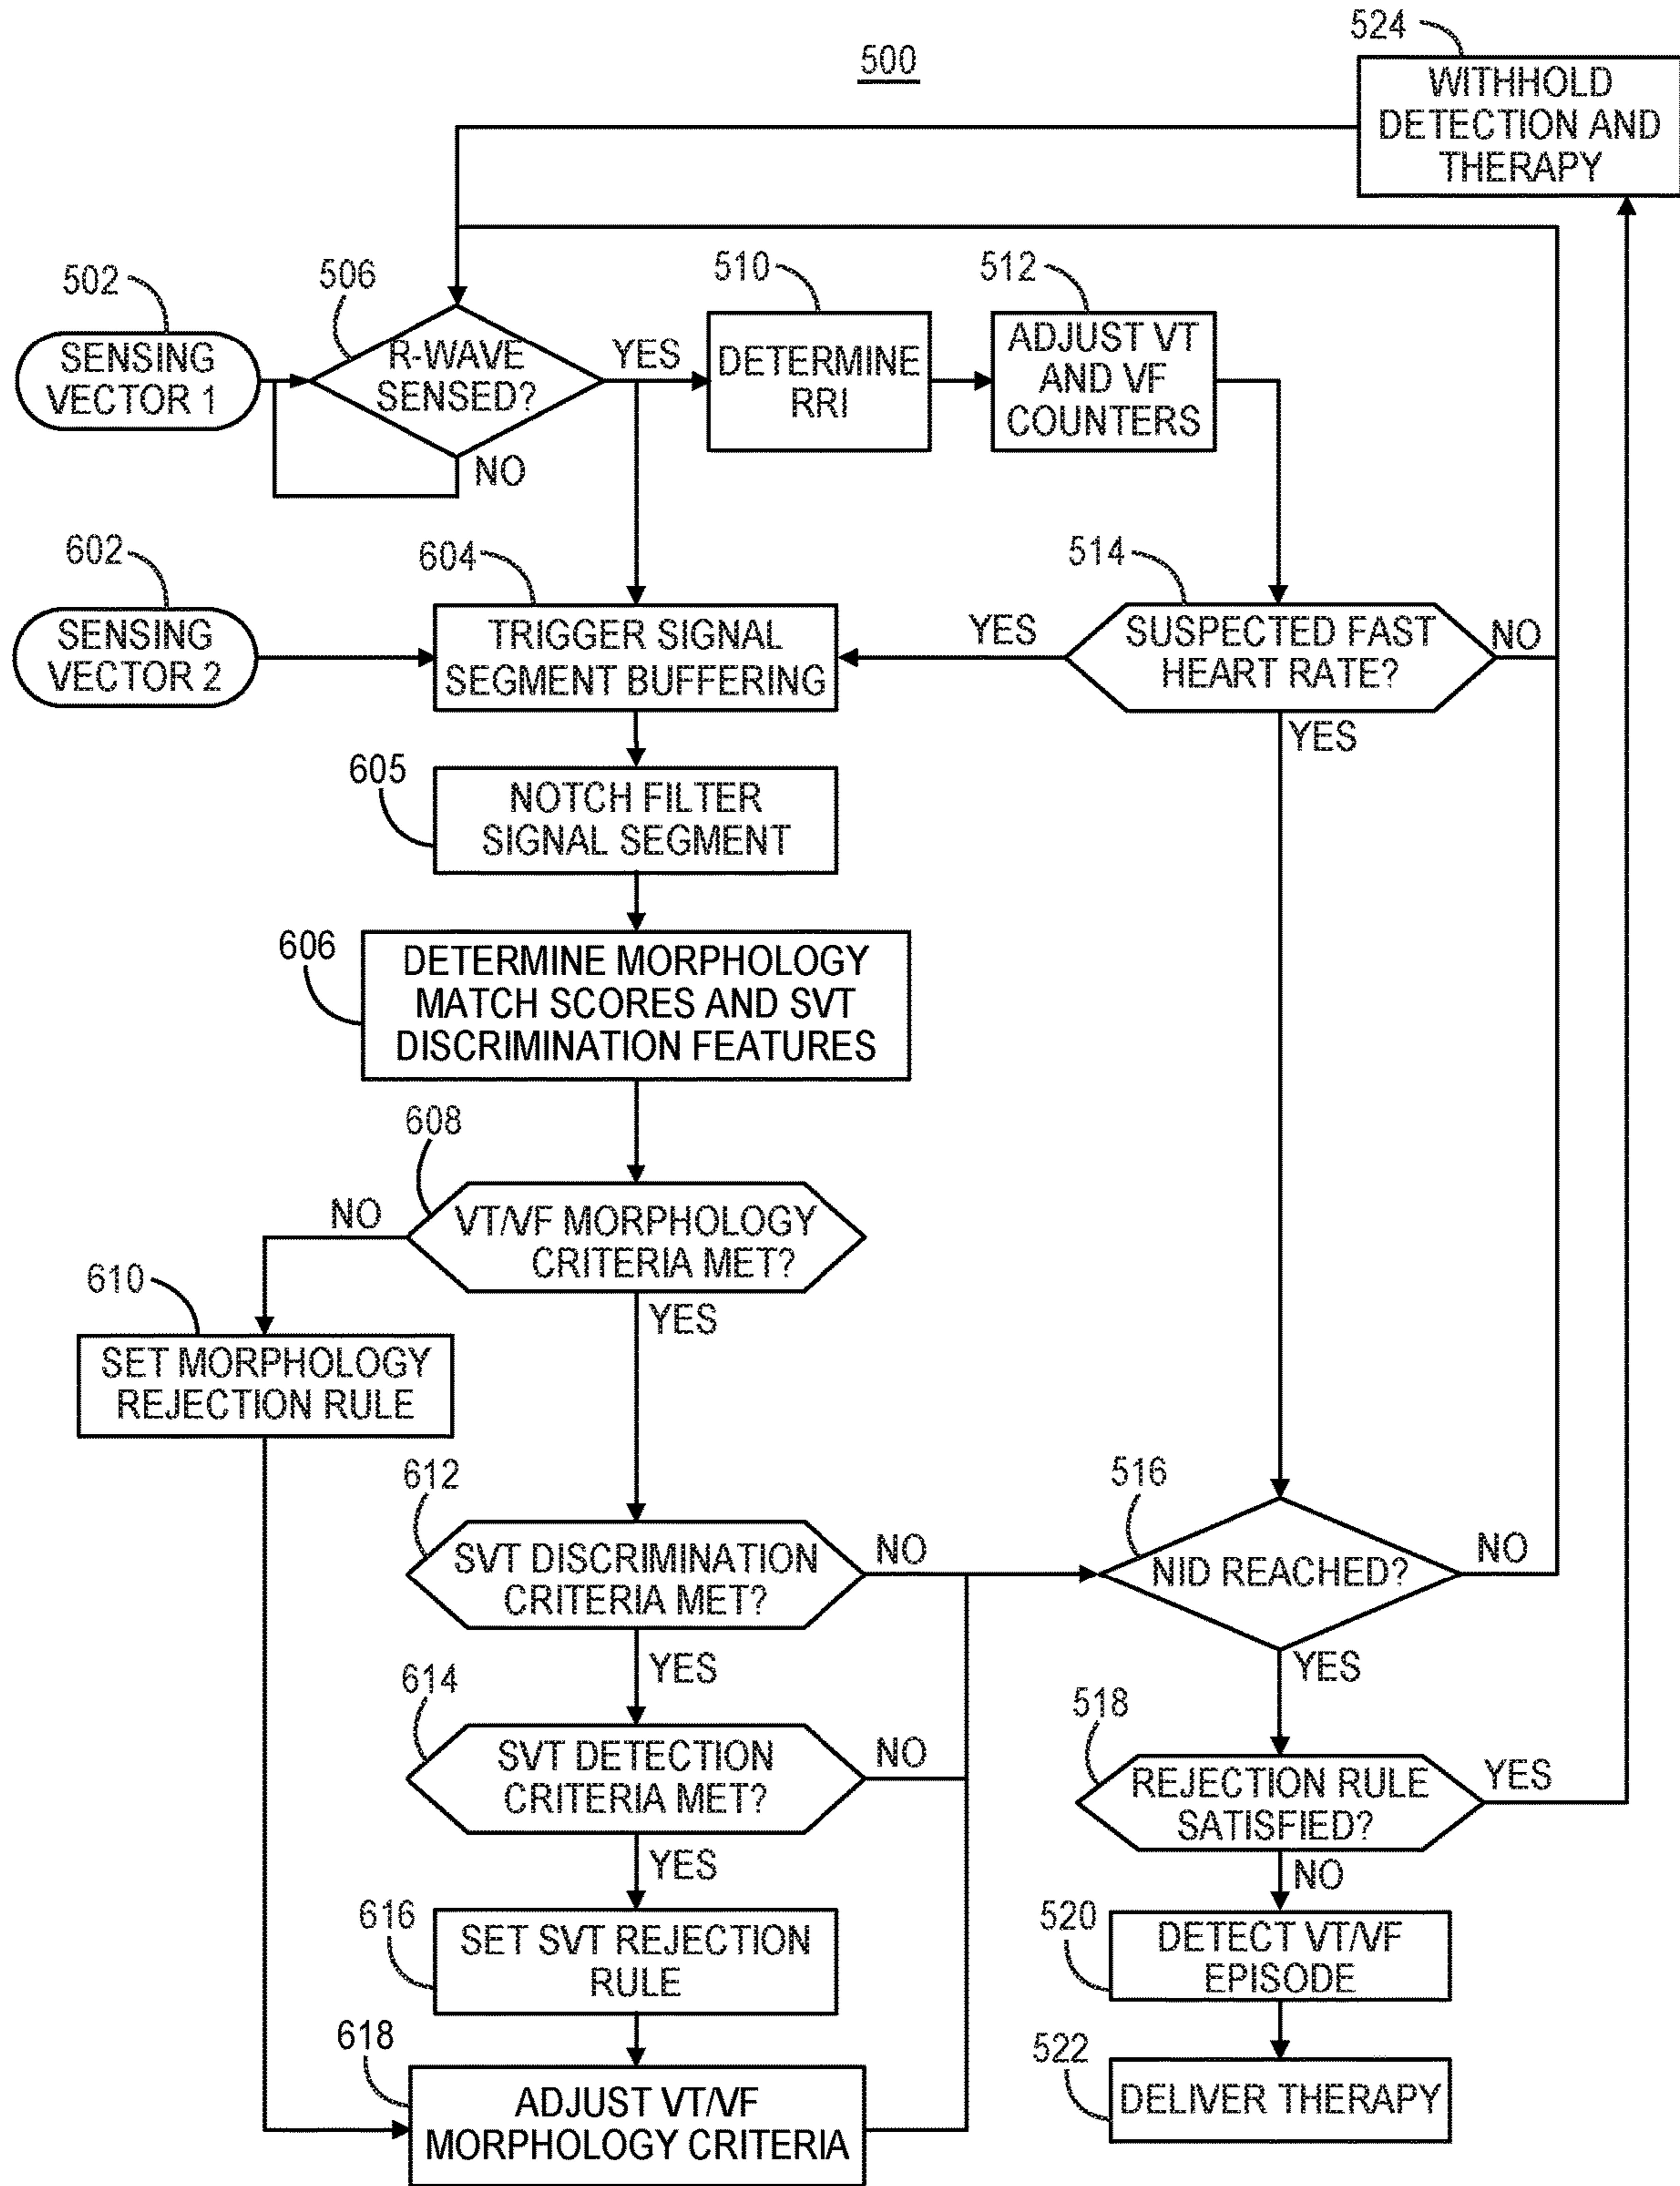 500
524
WITHHOLD
DETECTION AND
THERAPY
502
SENSING
VECTOR 1
506
R-WAVE
SENSED?
YES
NO
510
DETERMINE
RRI
512
ADJUST VT
AND VF
COUNTERS
602
SENSING
VECTOR 2
604
TRIGGER SIGNAL
SEGMENT BUFFERING
YES
514
SUSPECTED FAST
HEART RATE?
NO
YES
605
NOTCH FILTER
SIGNAL SEGMENT
606
DETERMINE MORPHOLOGY
MATCH SCORES AND SVT
DISCRIMINATION FEATURES
608
NO
VT/VF MORPHOLOGY
CRITERIA MET?
YES
610
SET MORPHOLOGY
REJECTION RULE
612
SVT DISCRIMINATION
CRITERIA MET?
NO
YES
516
NID REACHED?
NO
YES
614
SVT DETECTION
CRITERIA MET?
NO
YES
518
REJECTION RULE
SATISFIED?
YES
NO
616
SET SVT REJECTION
RULE
520
DETECT VT/VF
EPISODE
618
ADJUST VT/VF
MORPHOLOGY CRITERIA
522
DELIVER THERAPY